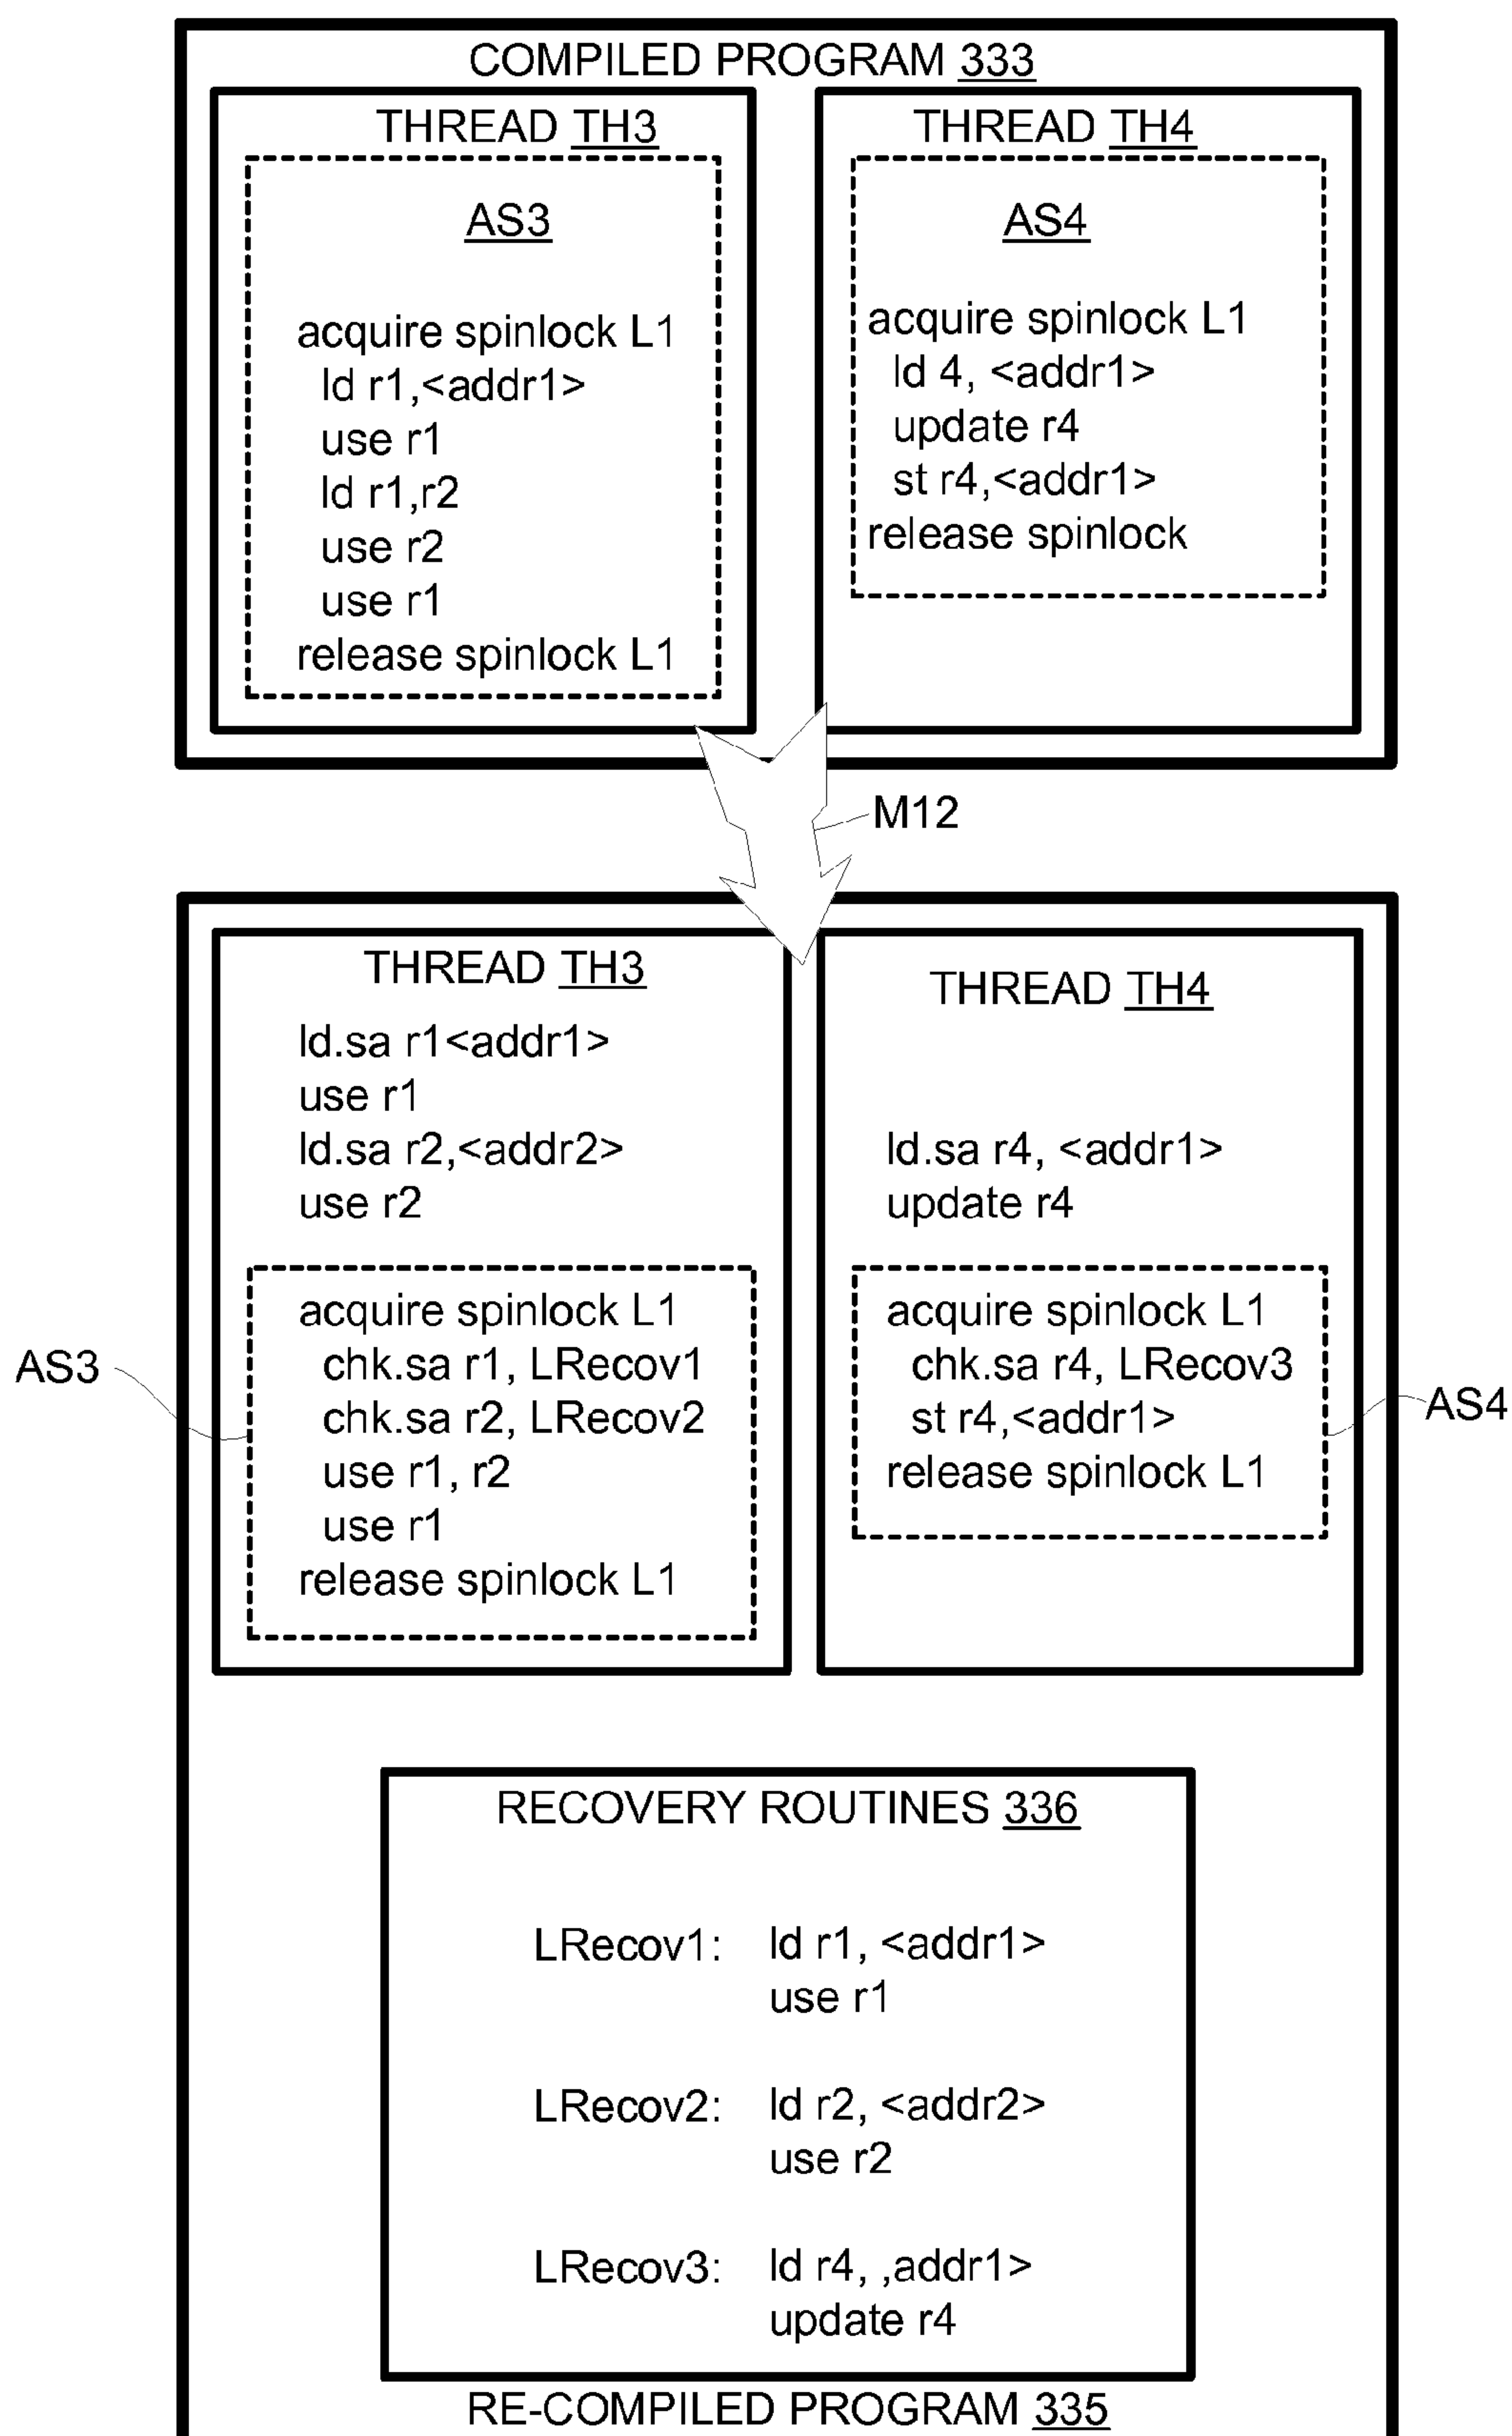 COMPILED PROGRAM 333
THREAD TH3
AS3
acquire spinlock L1
ld r1,<addr1>
use r1
ld r1,r2
use r2
use r1
release spinlock L1
THREAD TH4
AS4
acquire spinlock L1
ld 4, <addr1>
update r4
st r4,<addr1>
release spinlock
M12
THREAD TH3
ld.sa r1<addr1>
use r1
ld.sa r2,<addr2>
use r2
AS3
acquire spinlock L1
chk.sa r1, LRecov1
chk.sa r2, LRecov2
use r1, r2
use r1
release spinlock L1
THREAD TH4
ld.sa r4, <addr1>
update r4
acquire spinlock L1
chk.sa r4, LRecov3
st r4,<addr1>
release spinlock L1
AS4
RECOVERY ROUTINES 336
LRecov1: ld r1, <addr1>
use r1
LRecov2: ld r2, <addr2>
use r2
LRecov3: ld r4, ,addr1>
update r4
RE-COMPILED PROGRAM 335